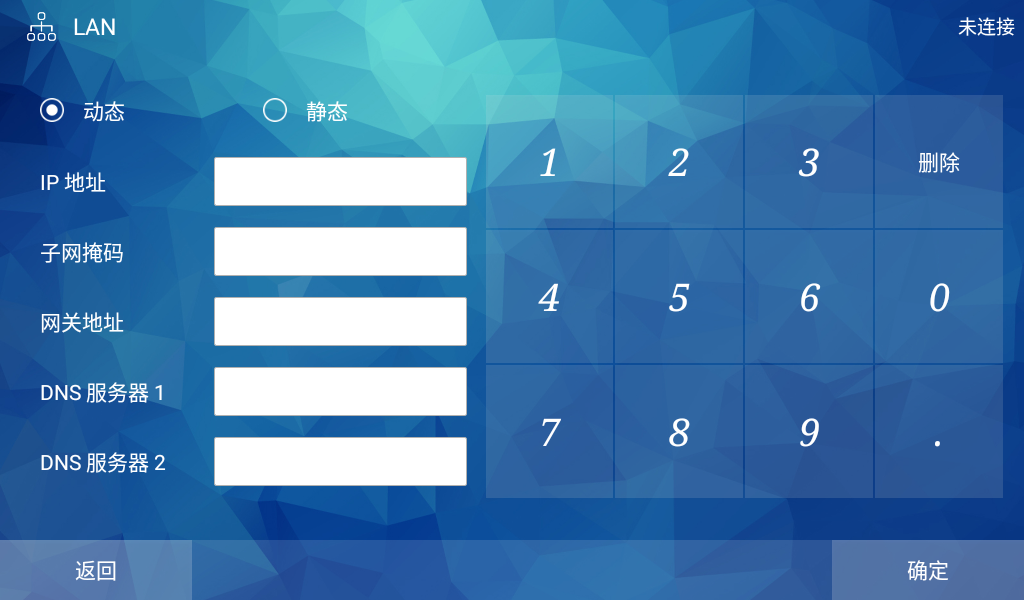 LAN
未连接
动态 静态
IP 地址
子网掩码
网关地址
DNS 服务器 1
DNS 服务器 2
1 2 3 删除
4 5 6 0
7 8 9 .
返回 确定